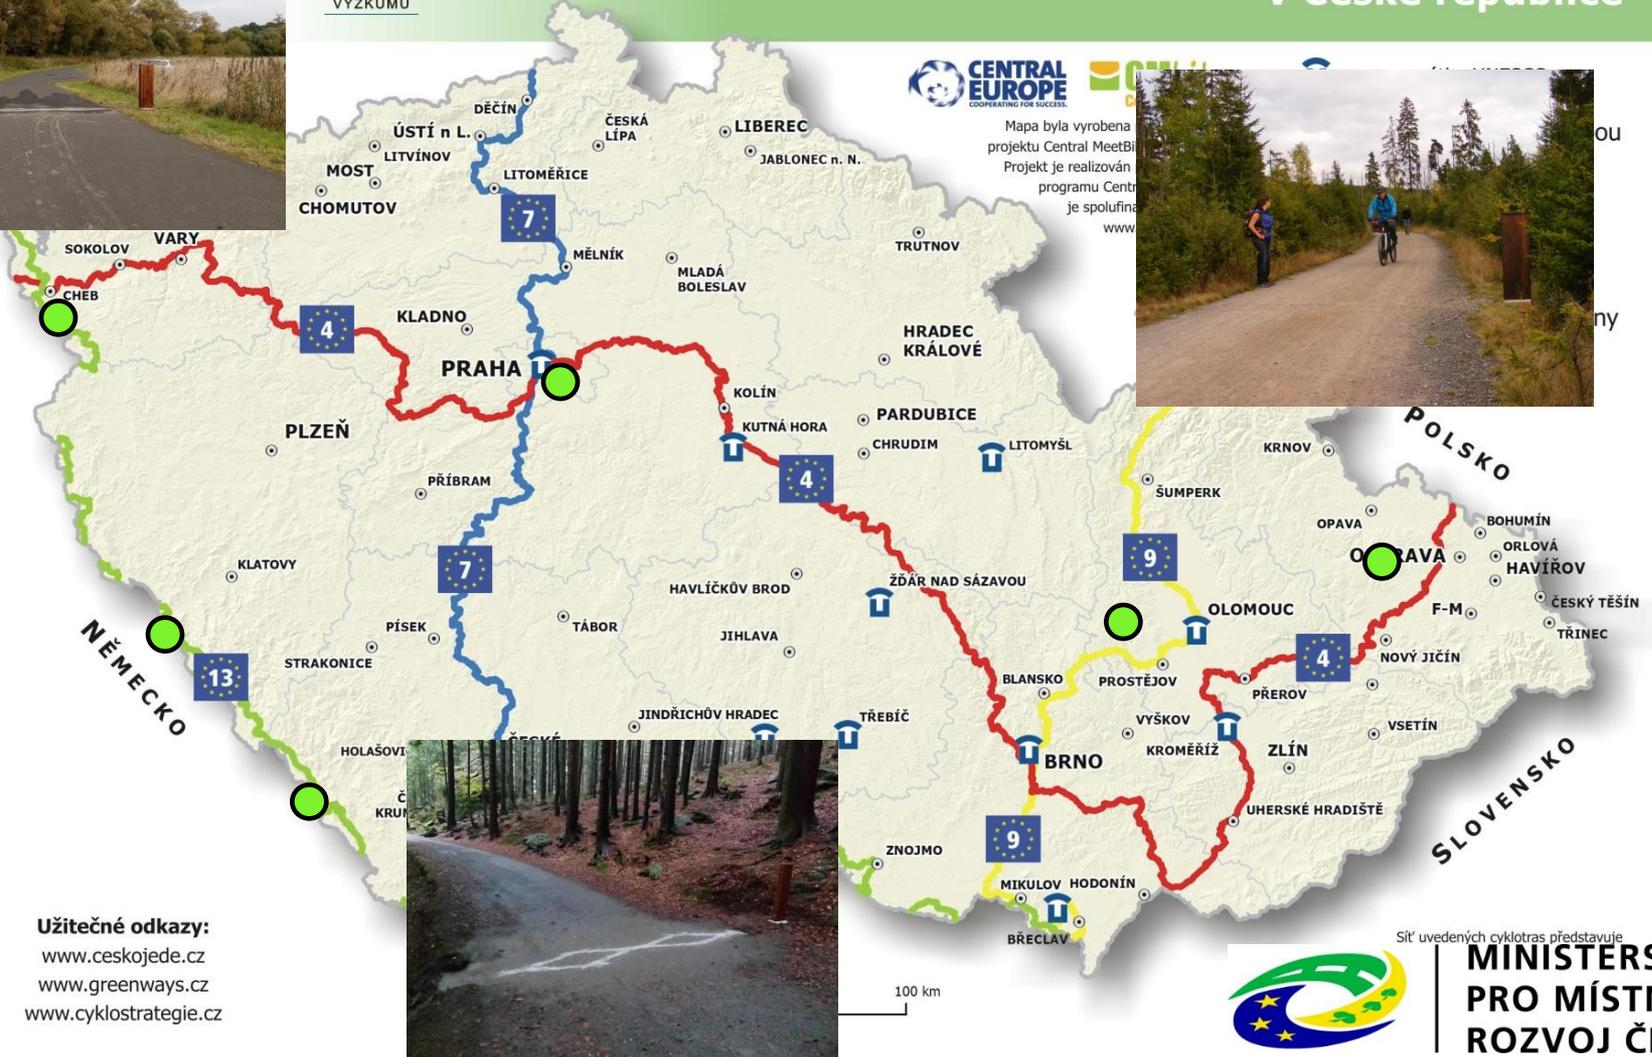 VÝZKUMU
v České republice
CENTRAL
EUROPE
COOPERATING FOR SUCCESS.
Mapa byla vyrobena
projektu Central MeetBi
Projekt je realizován
programu Centr
je spolufina
www.
ou
ny
DĚČÍN
ÚSTÍ n L.
LITVÍNOV
MOST
CHOMUTOV
LITOMĚŘICE
ČESKÁ
LÍPA
LIBEREC
JABLONEC n. N.
7
MĚLNÍK
MLADÁ
BOLESLAV
TRUTNOV
VARY
SOKOLOV
CHEB
4
KLADNO
PRAHA
HRADEC
KRÁLOVÉ
KOLÍN
KUTNÁ HORA
PARDUBICE
CHRUDIM
LITOMYŠL
PLZEŇ
PŘÍBRAM
4
POLSKO
KRNOV
ŠUMPERK
OPAVA
BOHUMÍN
ORLOVÁ
HAVÍŘOV
ČESKÝ TĚŠÍN
TŘINEC
F-M
9
7
KLATOVY
HAVLÍČKŮV BROD
ŽĎÁR NAD SÁZAVOU
OLOMOUC
NĚMECKO
PÍSEK
TÁBOR
JIHLAVA
STRAKONICE
13
BLANSKO
PROSTĚJOV
4
NOVÝ JIČÍN
PŘEROV
JINDŘICHŮV HRADEC
TŘEBÍČ
VYŠKOV
KROMĚŘÍŽ
VSETÍN
ZLÍN
BRNO
HOLAŠOVI
ČESKÉ
Č
KRUM
UHERSKÉ HRADIŠTĚ
SLOVENSKO
9
ZNOJMO
MIKULOV
HODONÍN
BŘECLAV
100 km
Užitečné odkazy:
www.ceskojede.cz
www.greenways.cz
www.cyklostrategie.cz
Síť uvedených cyklotras představuje
MINISTERS
PRO MÍSTN
ROZVOJ Č